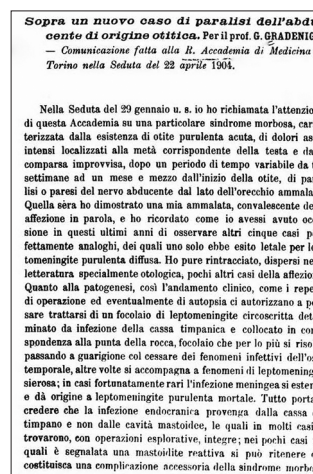 Sopra un nuovo caso di paralisi dell'abdu
cente di origine otitica. Per il prof. G. GRADENIG
— Comunicazione fatta alla R. Accademia di Medicina
Torino nella Seduta del 22 aprile 1904.
Nella Seduta del 29 gennaio u. s. io ho richiamata l'attenzio
di questa Accademia su una particolare sindrome morbosa, car
terizzata dalla esistenza di otite purulenta acuta, di dolori as
intensi localizzati alla metà corrispondente della testa e da
comparsa improvvisa, dopo un periodo di tempo variabile da
settimane ad un mese e mezzo dall'inizio della otite, di pa
lisi o paresi del nervo abducente dal lato dell'orecchio ammala
Quella sera ho dimostrato una mia ammalata, convalescente de
affezione in parola, e ho ricordato come io avessi avuto oc
sione in questi ultimi anni di osservare altri cinque casi p
fettamente analoghi, dei quali uno solo ebbe esito letale per le
tomeningite purulenta diffusa. Ho pure rintracciato, dispersi ne
letteratura specialmente otologica, pochi altri casi della affezio
Quanto alla patogenesi, così l'andamento clinico, come i repe
di operazione ed eventualmente di autopsia ci autorizzano a p
sare trattarsi di un focolaio di leptomeningite circoscritta det
minato da infezione della cassa timpanica e collocato in cor
spondenza alla punta della rocca, focolaio che per lo più si riso
passando a guarigione col cessare dei fenomeni infettivi dell'os
temporale, altre volte si accompagna a fenomeni di leptomening
sierosa; in casi fortunatamente rari l'infezione meningea si esten
e dà origine a leptomeningite purulenta mortale. Tutto porta
credere che la infezione endocranica provenga dalla cassa
timpano e non dalle cavità mastoidee, le quali in molti casi
trovarono, con operazioni esplorative, integre; nei pochi casi
quali è segnalata una mastoidite reattiva si può ritenere
costituisca una complicazione accessoria della sindrome morbo